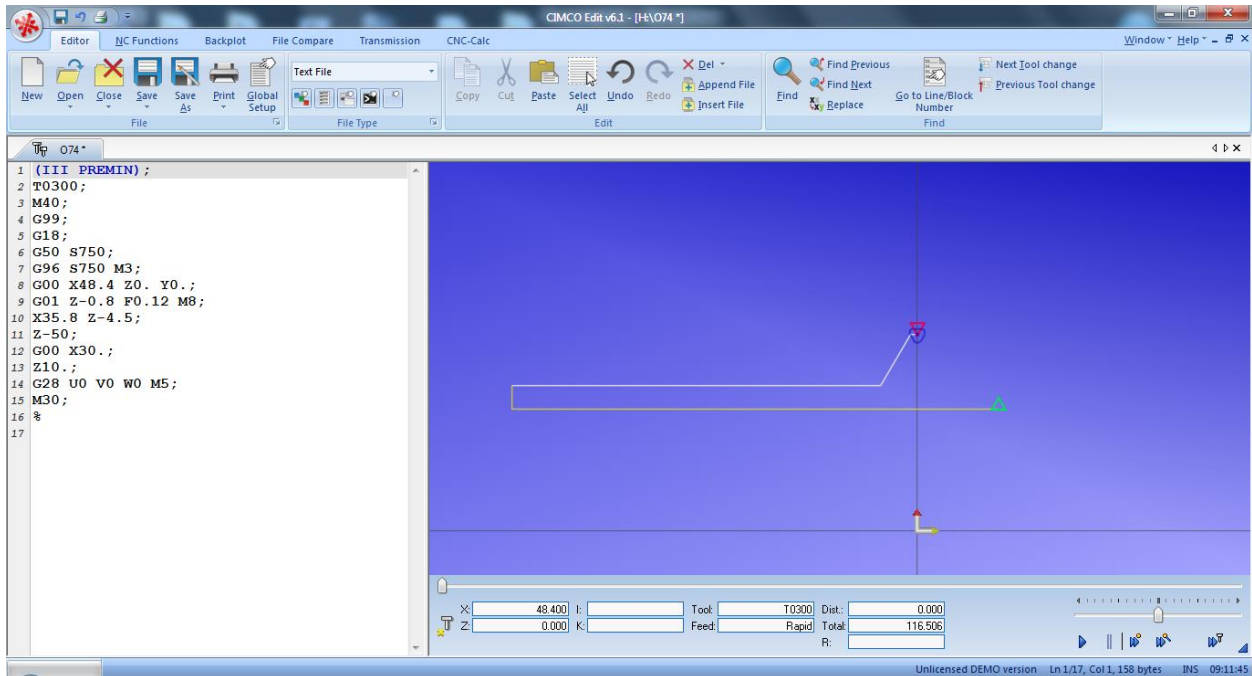 CIMCO Edit v6.1 - [H:\O74 *]
Editor NC Functions Backplot File Compare Transmission CNC-Calc Window Help
New Open Close Save Save As Print Global Setup
File
Text File
File Type
Copy Cut Paste Select All Undo Redo Del Append File Insert File
Edit
Find Find Previous Find Next Replace Go to Line/Block Number Next Tool change Previous Tool change
Find
O74*
1 (III PREMIN);
2 T0300;
3 M40;
4 G99;
5 G18;
6 G50 S750;
7 G96 S750 M3;
8 G00 X48.4 Z0. Y0.;
9 G01 Z-0.8 F0.12 M8;
10 X35.8 Z-4.5;
11 Z-50;
12 G00 X30.;
13 Z10.;
14 G28 U0 V0 W0 M5;
15 M30;
16 %
17
X: 48.400 I: Tool: T0300 Dist.: 0.000
Z: 0.000 K: Feed: Rapid Total: 116.506
R:
Unlicensed DEMO version Ln 1/17, Col 1, 158 bytes INS 09:11:45